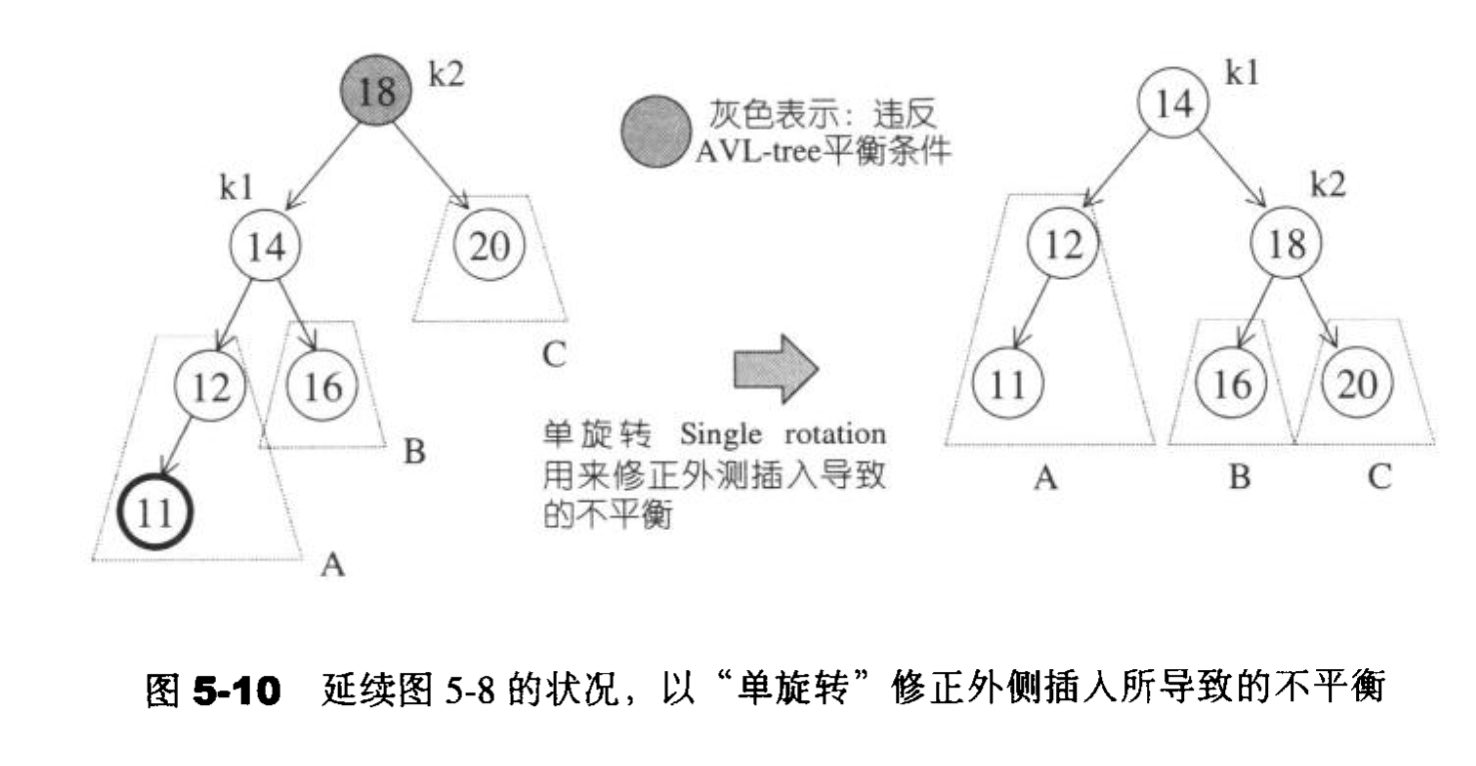 18 k2
灰色表示：违反
AVL-tree平衡条件
k1
14
20
12
16
C
B
11
A
单旋转 Single rotation
用来修正外测插入导致
的不平衡
14 k1
k2
12
18
11
16
20
A
B
C
图 5-10 延续图 5-8 的状况，以“单旋转”修正外侧插入所导致的不平衡